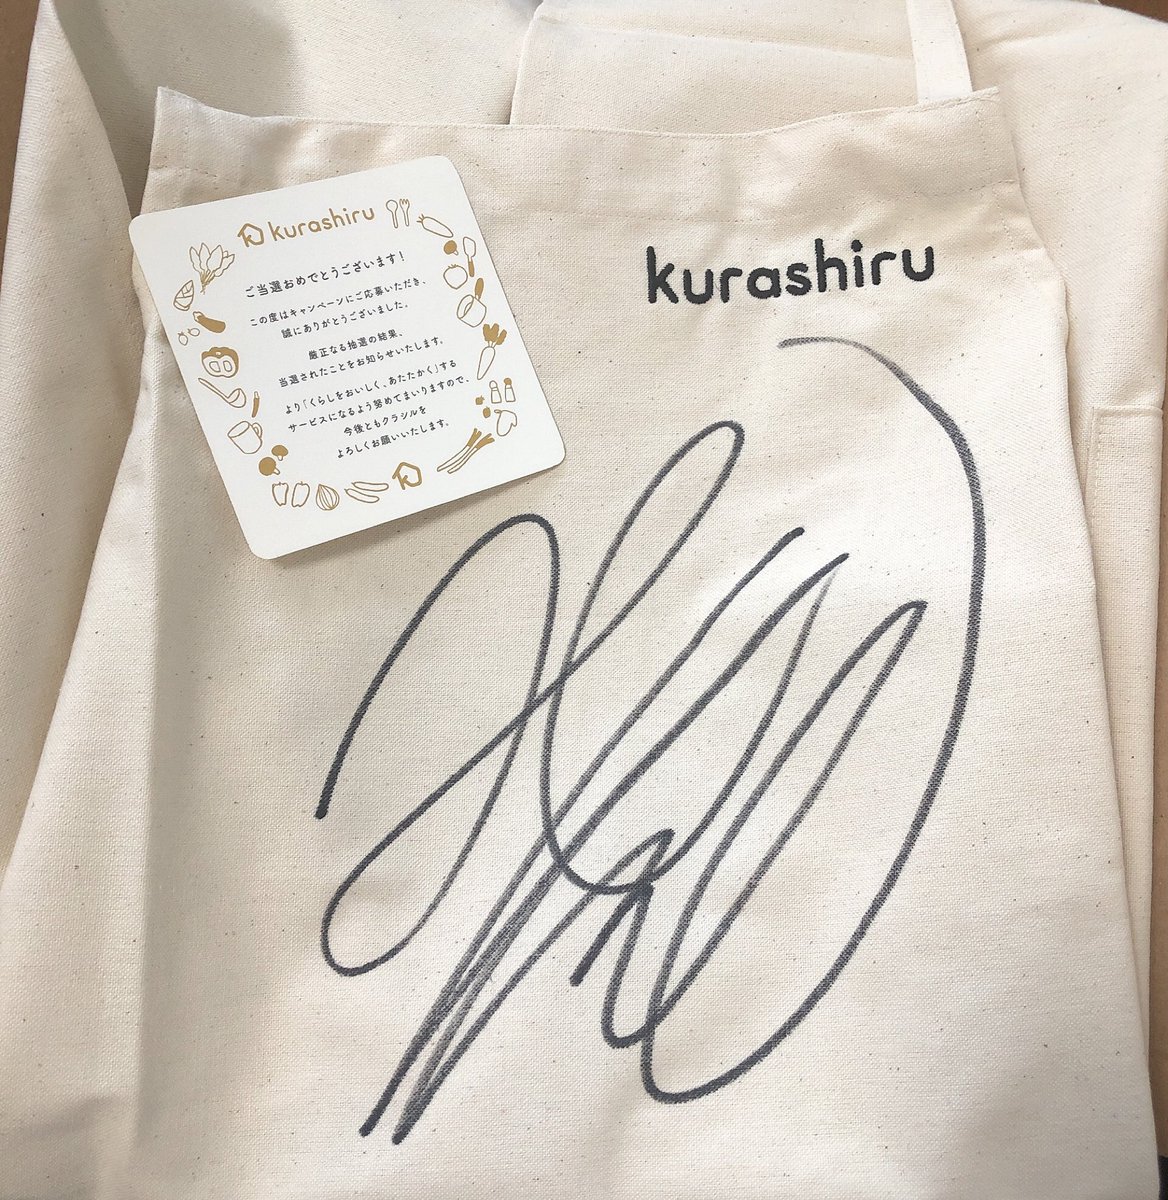 kurashiru
ご当選おめでとうございます！
この度はキャンペーンにご応募いただき、
誠にありがとうございました。
厳正なる抽選の結果、
当選されたことをお知らせいたします。
より「くらしをおいしく、あたたかく」する
サービスになるよう努めてまいりますので、
今後ともクラシルを
よろしくお願いいたします。
kurashiru